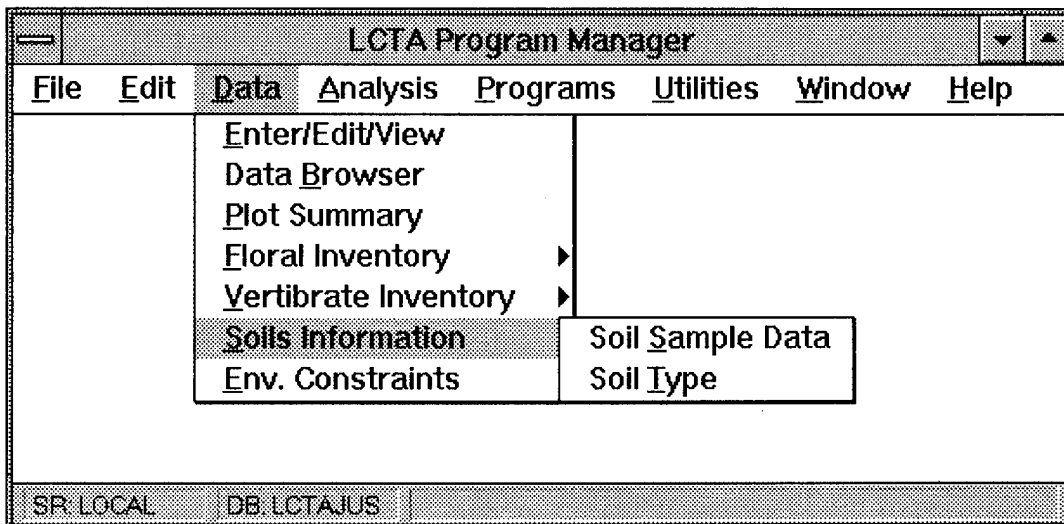 LCTA Program Manager
File Edit Data Analysis Programs Utilities Window Help
Enter/Edit/View
Data Browser
Plot Summary
Floral Inventory
Vertibrate Inventory
Soils Information
Soil Sample Data
Env. Constraints
Soil Type
SR: LOCAL DB: LCTAJUS